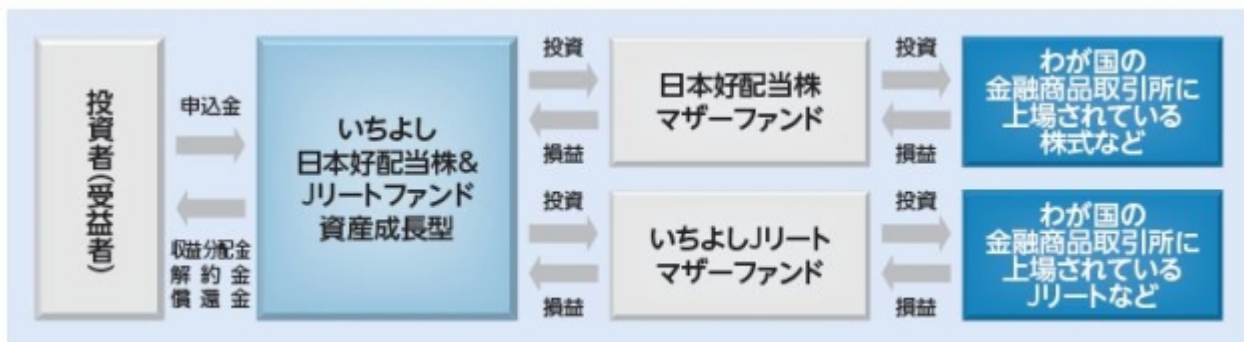 投資者(受益者)
申込金
収益分配金
解約金
償還金
いちよし
日本好配当株&
Jリートファンド
資産成長型
投資
損益
日本好配当株
マザーファンド
投資
損益
わが国の
金融商品取引所に
上場されている
株式など
投資
損益
いちよしJリート
マザーファンド
投資
損益
わが国の
金融商品取引所に
上場されている
Jリートなど